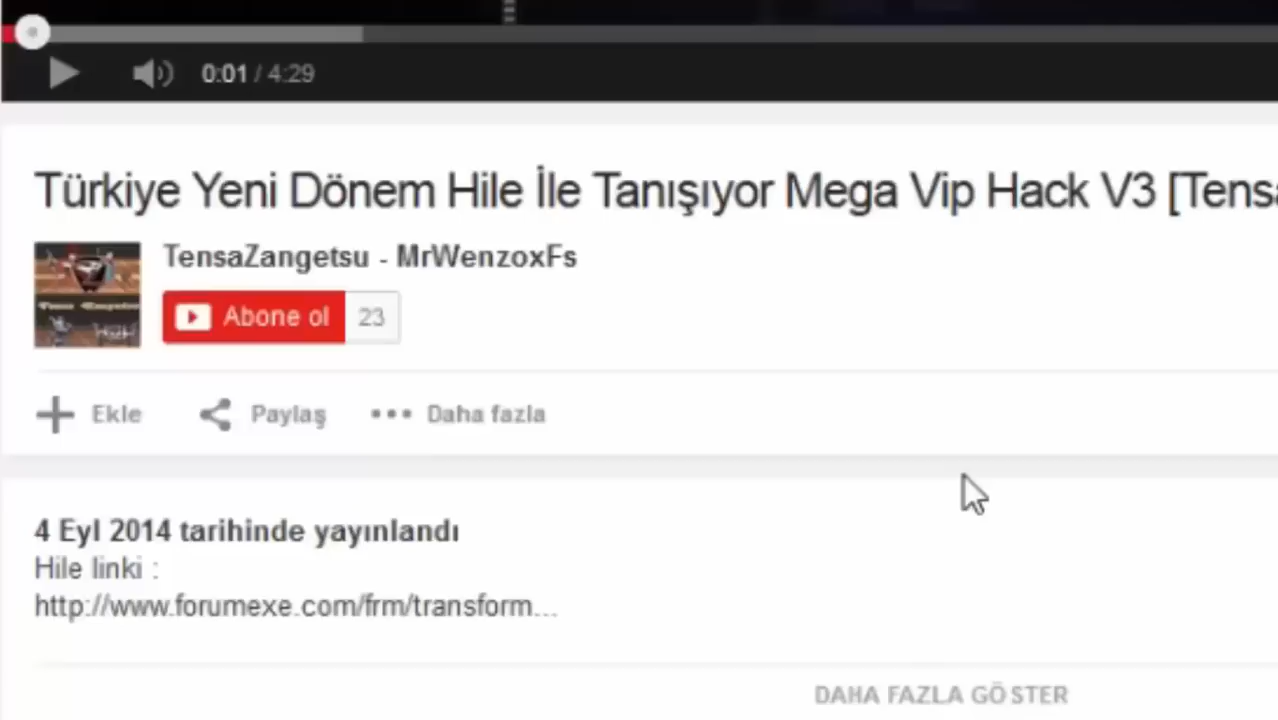 0:01 / 4:29
Türkiye Yeni Dönem Hile İle Tanışıyor Mega Vip Hack V3 [Tensa
TensaZangetsu - MrWenzoxFs
Abone ol 23
Ekle Paylaş Daha fazla
4 Eyl 2014 tarihinde yayınlandı
Hile linki :
http://www.forumexe.com/frm/transform...
DAHA FAZLA GÖSTER